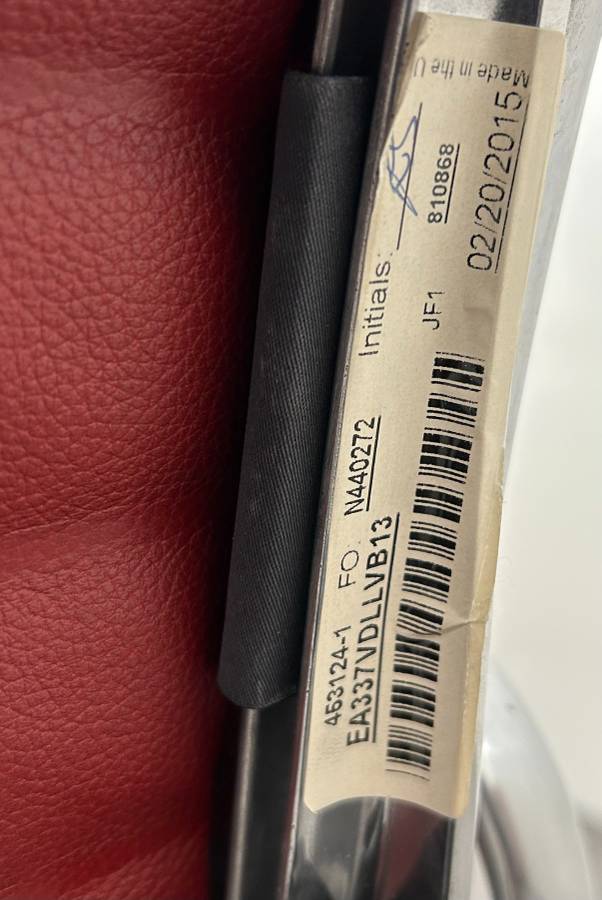 463124-1 FO: N440272 Initials:
EA337VDLLVB13
JF1 810868
02/20/2015
Made in the U